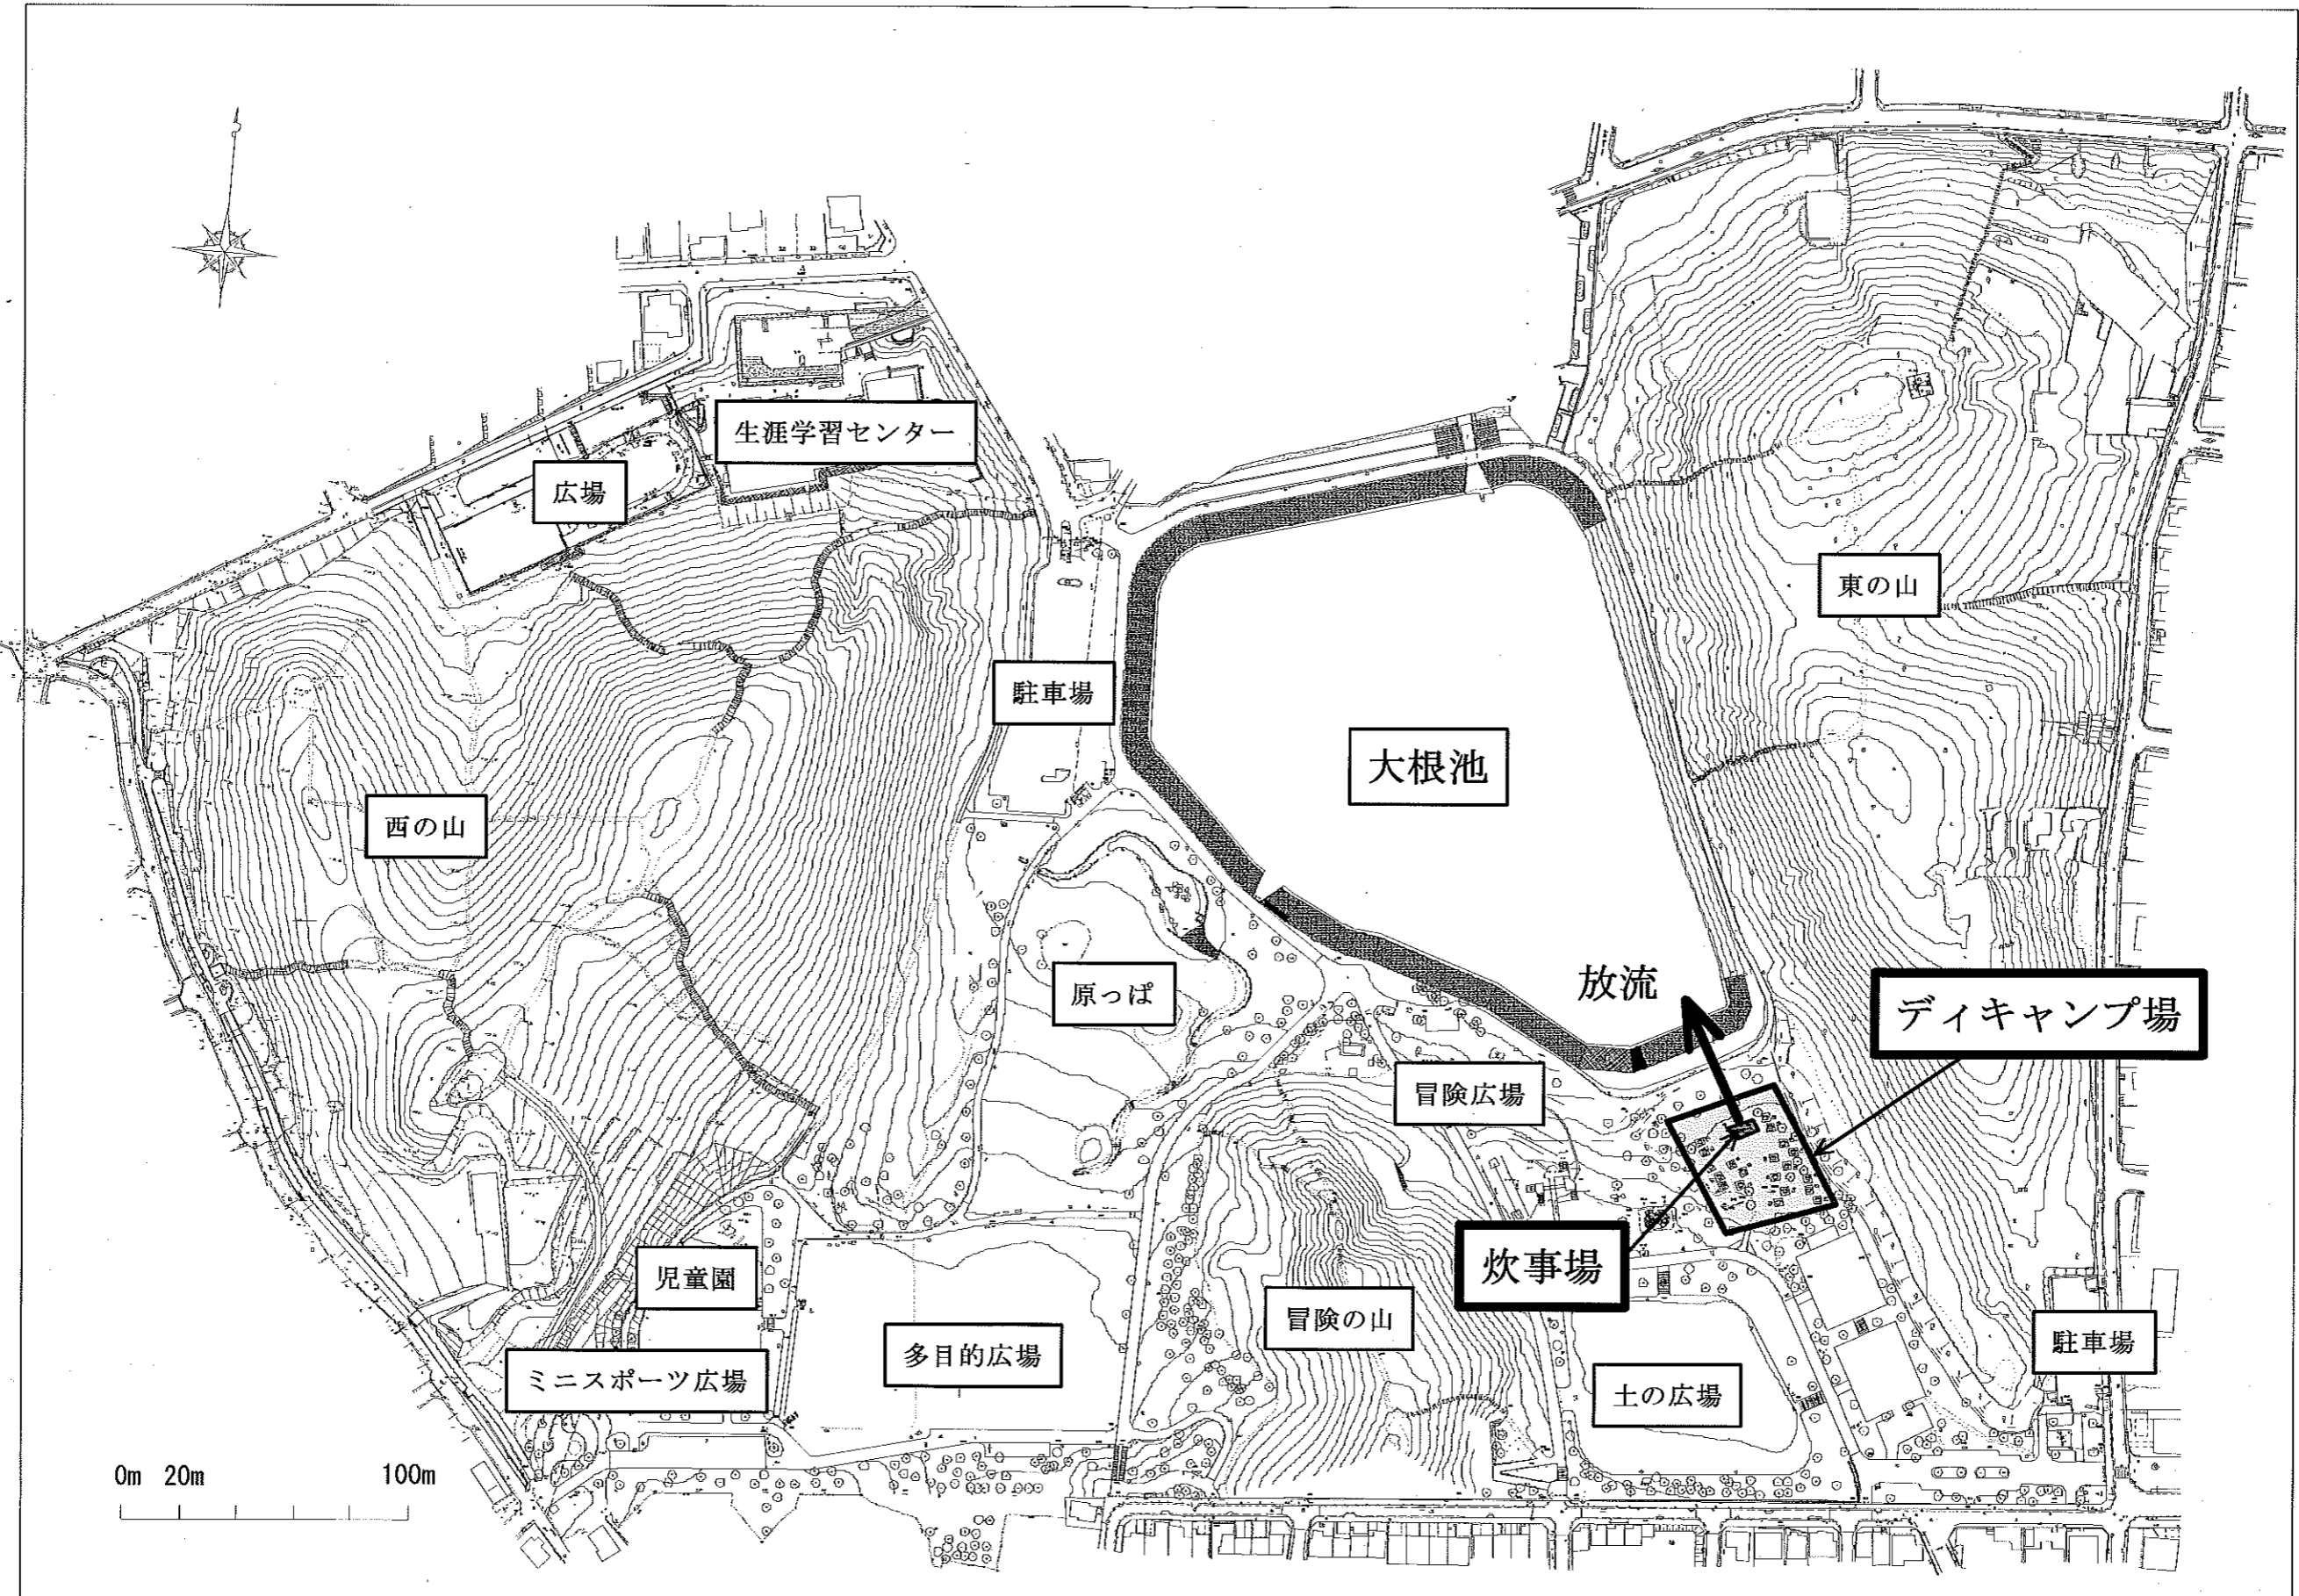 生涯学習センター
広場
東の山
駐車場
大根池
西の山
放流
原っぱ
ディキャンプ場
冒険広場
炊事場
児童園
冒険の山
多目的広場
駐車場
ミニスポーツ広場
土の広場
0m 20m 100m